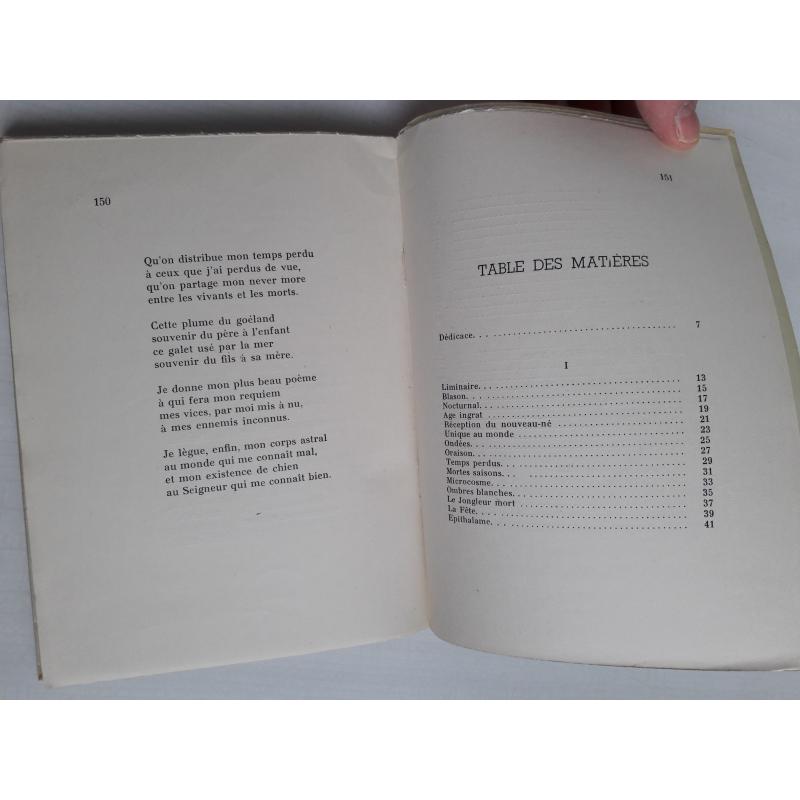 150
Qu'on distribue mon temps perdu
à ceux que j'ai perdus de vue,
qu'on partage mon never more
entre les vivants et les morts.
Cette plume du goéland
souvenir du père à l'enfant
ce galet usé par la mer
souvenir du fils à sa mère.
Je donne mon plus beau poème
à qui fera mon requiem
mes vices, par moi mis à nu,
à mes ennemis inconnus.
Je lègue, enfin, mon corps astral
au monde qui me connaît mal,
et mon existence de chien
au Seigneur qui me connaît bien.
151
TABLE DES MATIÈRES
Dédicace. . . . . . . . . . . . . . . . . . . . . . . . . . . . . . 7
I
Liminaire. . . . . . . . . . . . . . . . . . . . . . . . . . . . . . 13
Blason. . . . . . . . . . . . . . . . . . . . . . . . . . . . . . 15
Nocturnal. . . . . . . . . . . . . . . . . . . . . . . . . . . . . . 17
Age ingrat . . . . . . . . . . . . . . . . . . . . . . . . . . . . . 19
Réception du nouveau-né . . . . . . . . . . . . . . . . . . . . 21
Unique au monde . . . . . . . . . . . . . . . . . . . . . . . . 23
Ondées. . . . . . . . . . . . . . . . . . . . . . . . . . . . . . 25
Oraison. . . . . . . . . . . . . . . . . . . . . . . . . . . . . . 27
Temps perdus. . . . . . . . . . . . . . . . . . . . . . . . . . . 29
Mortes saisons. . . . . . . . . . . . . . . . . . . . . . . . . . 31
Microcosme. . . . . . . . . . . . . . . . . . . . . . . . . . . . 33
Ombres blanches. . . . . . . . . . . . . . . . . . . . . . . . . 35
Le Jongleur mort . . . . . . . . . . . . . . . . . . . . . . . . 37
La Fête. . . . . . . . . . . . . . . . . . . . . . . . . . . . . . 39
Epithalame. . . . . . . . . . . . . . . . . . . . . . . . . . . . 41